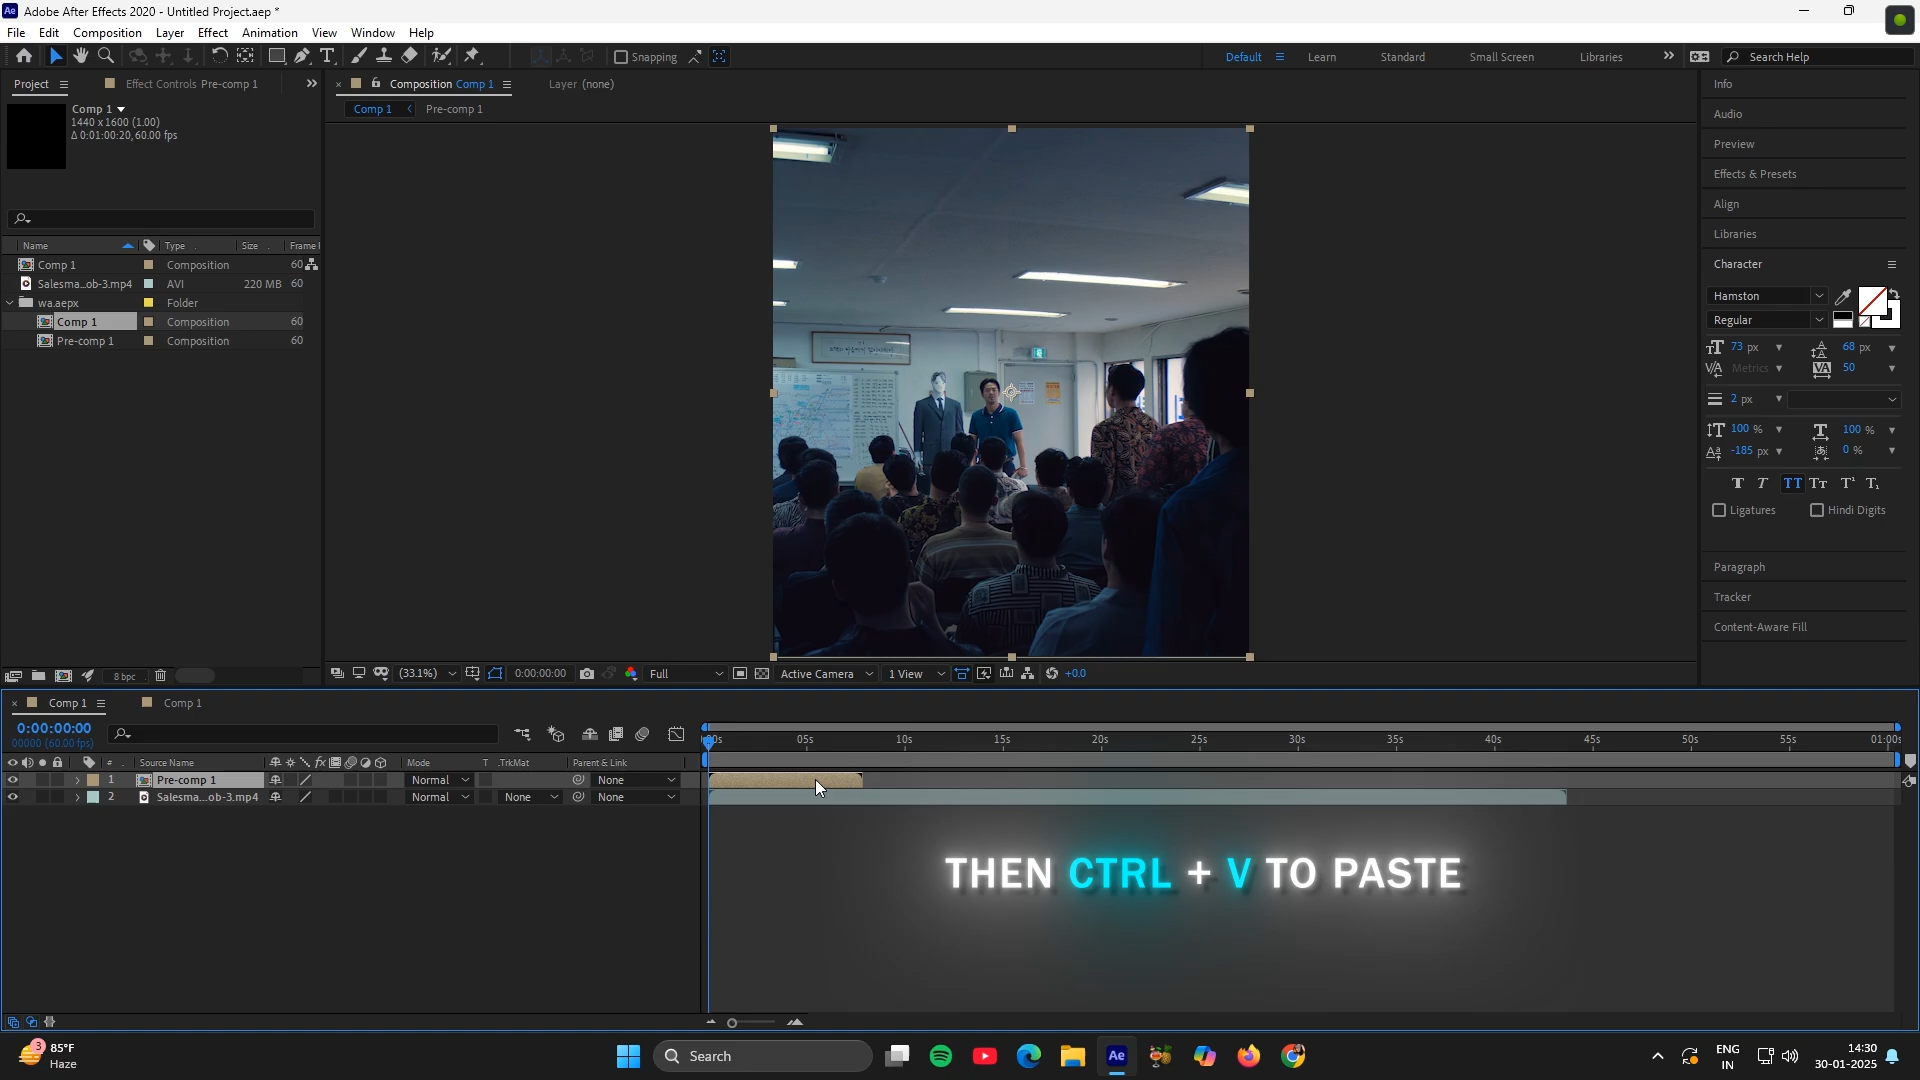 Adobe After Effects 2020 - Untitled Project.aep *
File Edit Composition Layer Effect Animation View Window Help
Snapping
Default Learn Standard Small Screen Libraries
Search Help
Project
Effect Controls Pre-comp 1
Composition Comp 1
Layer (none)
Comp 1
Pre-comp 1
Comp 1
1440 x 1600 (1.00)
Δ 0:01:00:20, 60.00 fps
Name Type Size Frame
Comp 1 Composition 60
Salesma...ob-3.mp4 AVI 220 MB 60
wa.aepx Folder
Comp 1 Composition 60
Pre-comp 1 Composition 60
8 bpc
(33.1%) 0:00:00:00 Full Active Camera 1 View +0.0
Info
Audio
Preview
Effects & Presets
Align
Libraries
Character
Hamston
Regular
73 px 68 px
Metrics 50
2 px
100 % 100 %
-185 px 0 %
Ligatures Hindi Digits
Paragraph
Tracker
Content-Aware Fill
Comp 1 Comp 1
0:00:00:00
00000 (60.00 fps)
# Source Name Mode T .TrkMat Parent & Link
1 Pre-comp 1 Normal None
2 Salesma...ob-3.mp4 Normal None None
05s 10s 15s 20s 25s 30s 35s 40s 45s 50s 55s 01:00s
THEN CTRL + V TO PASTE
3
85°F
Haze
Search
ENG
IN
14:30
30-01-2025